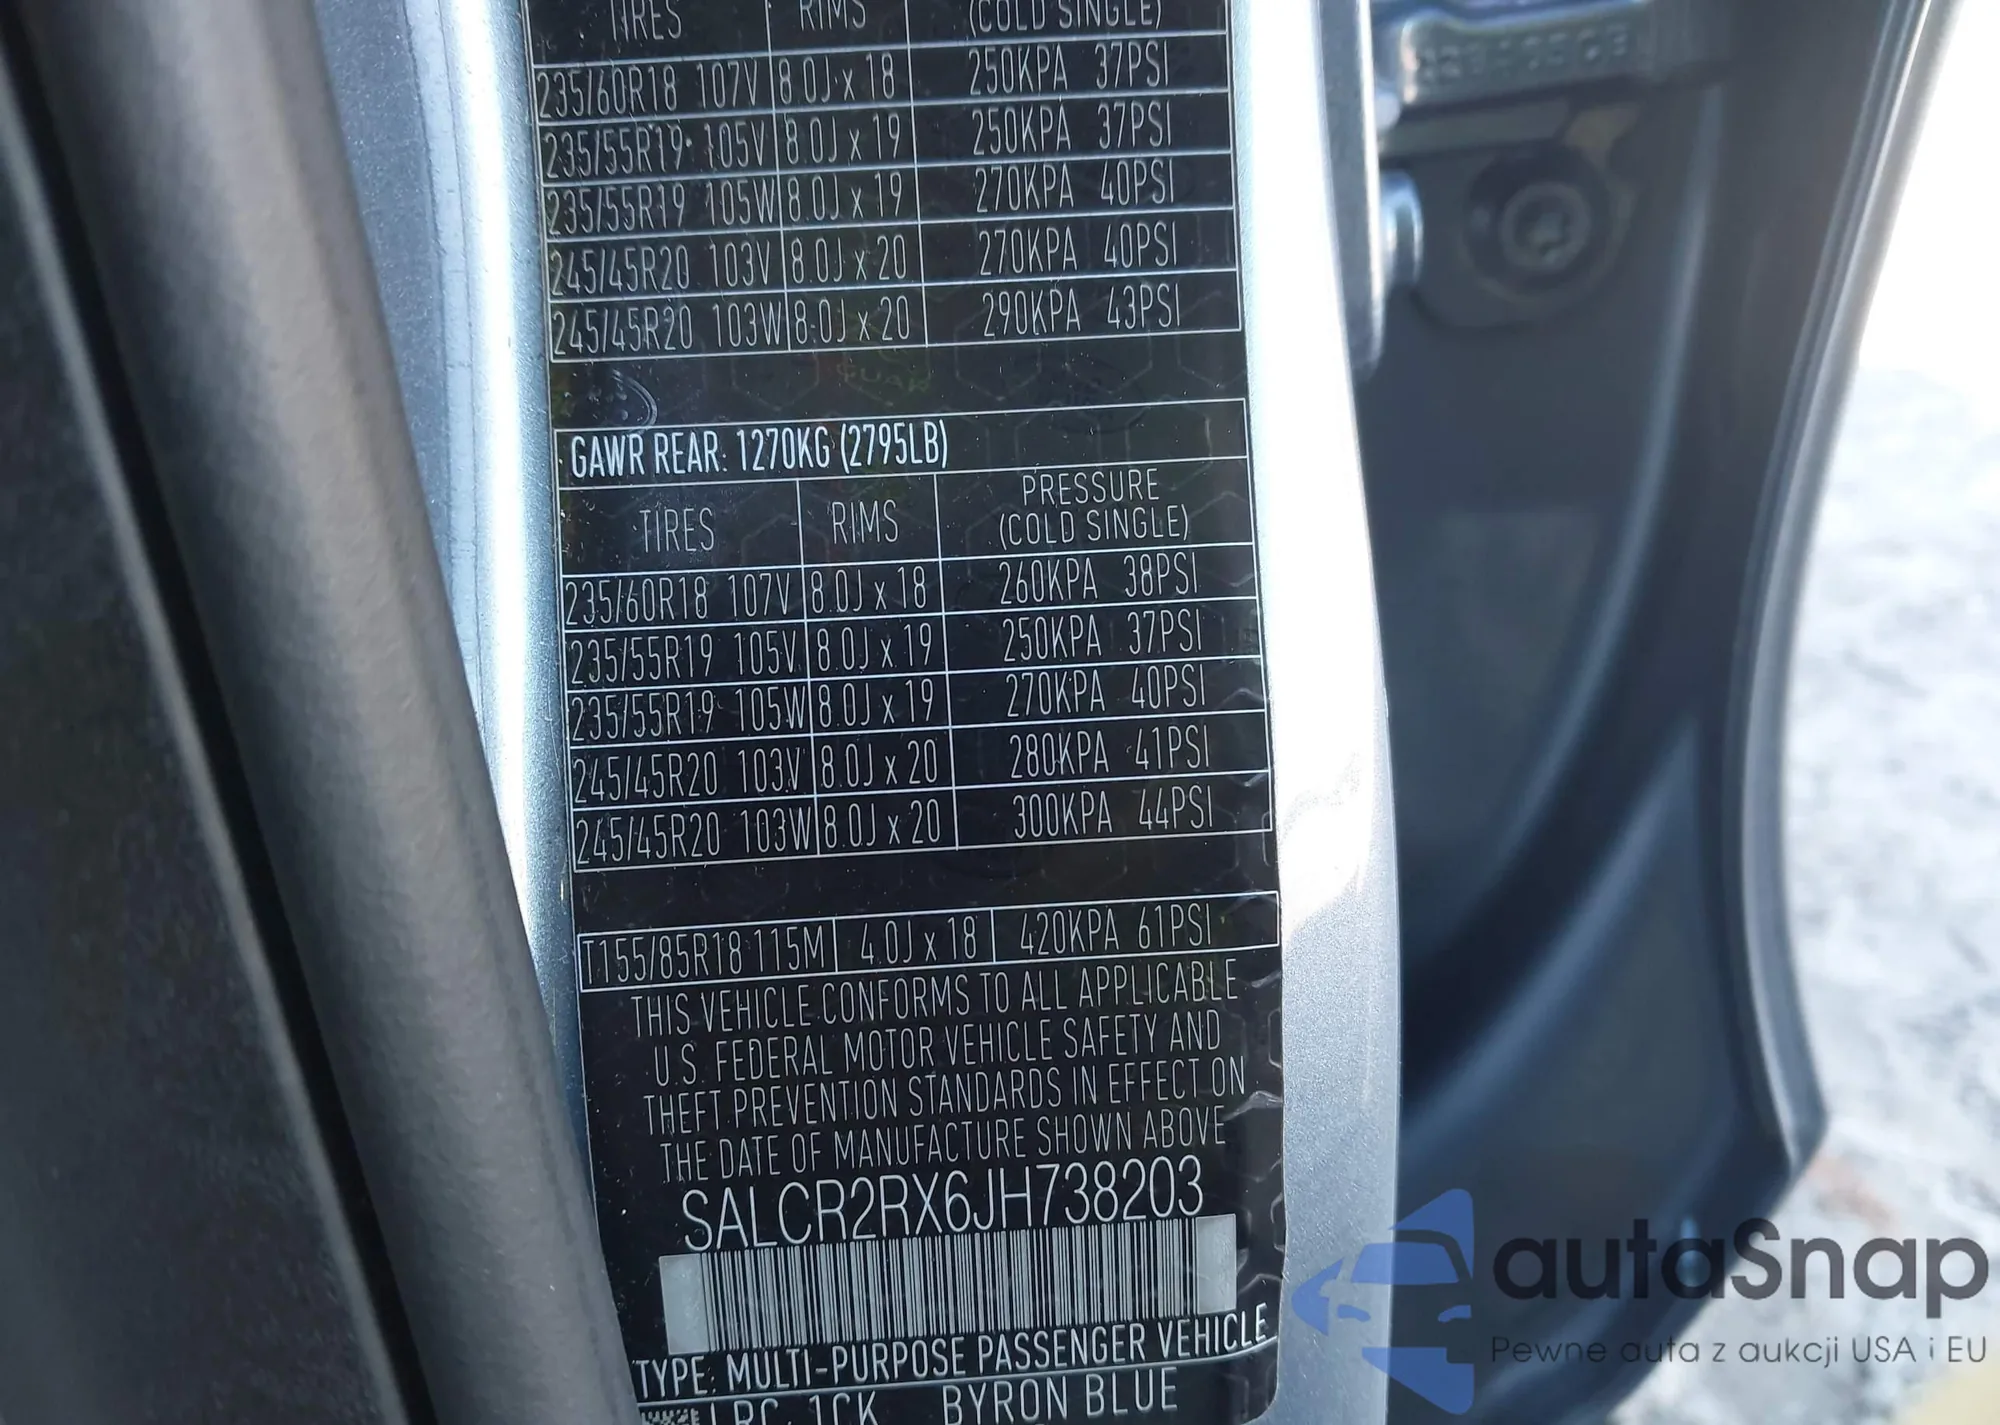 TIRES RIMS (COLD SINGLE)
235/60R18 107V 8.0J x 18 250KPA 37PSI
235/55R19 105V 8.0J x 19 250KPA 37PSI
235/55R19 105W 8.0J x 19 270KPA 40PSI
245/45R20 103V 8.0J x 20 270KPA 40PSI
245/45R20 103W 8.0J x 20 290KPA 43PSI
GAWR REAR: 1270KG (2795LB)
TIRES RIMS PRESSURE
(COLD SINGLE)
235/60R18 107V 8.0J x 18 260KPA 38PSI
235/55R19 105V 8.0J x 19 250KPA 37PSI
235/55R19 105W 8.0J x 19 270KPA 40PSI
245/45R20 103V 8.0J x 20 280KPA 41PSI
245/45R20 103W 8.0J x 20 300KPA 44PSI
T155/85R18 115M 4.0J x 18 420KPA 61PSI
THIS VEHICLE CONFORMS TO ALL APPLICABLE
U.S. FEDERAL MOTOR VEHICLE SAFETY AND
THEFT PREVENTION STANDARDS IN EFFECT ON
THE DATE OF MANUFACTURE SHOWN ABOVE
SALCR2RX6JH738203
TYPE: MULTI-PURPOSE PASSENGER VEHICLE
LRC. 1CK BYRON BLUE
autaSnap
Pewne auta z aukcji USA i EU